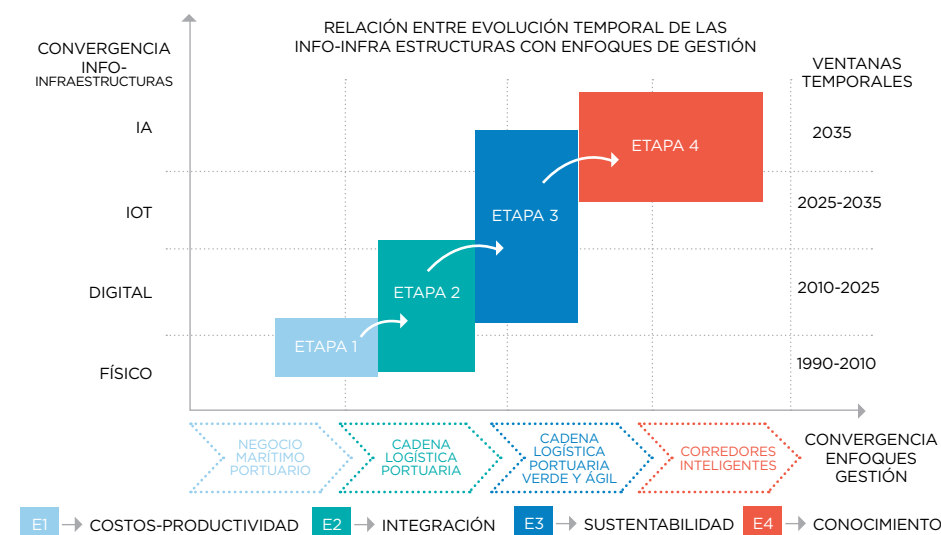 RELACIÓN ENTRE EVOLUCIÓN TEMPORAL DE LAS
INFO-INFRA ESTRUCTURAS CON ENFOQUES DE GESTIÓN
CONVERGENCIA
INFO-
INFRAESTRUCTURAS
VENTANAS
TEMPORALES
IA
ETAPA 4
2035
IOT
ETAPA 3
2025-2035
DIGITAL
ETAPA 2
2010-2025
ETAPA 1
FÍSICO
1990-2010
NEGOCIO
MARÍTIMO
PORTUARIO
CADENA
LOGÍSTICA
PORTUARIA
CADENA
LOGÍSTICA
PORTUARIA
VERDE Y ÁGIL
CORREDORES
INTELIGENTES
CONVERGENCIA
ENFOQUES
GESTIÓN
E1 → COSTOS-PRODUCTIVIDAD E2 → INTEGRACIÓN E3 → SUSTENTABILIDAD E4 → CONOCIMIENTO